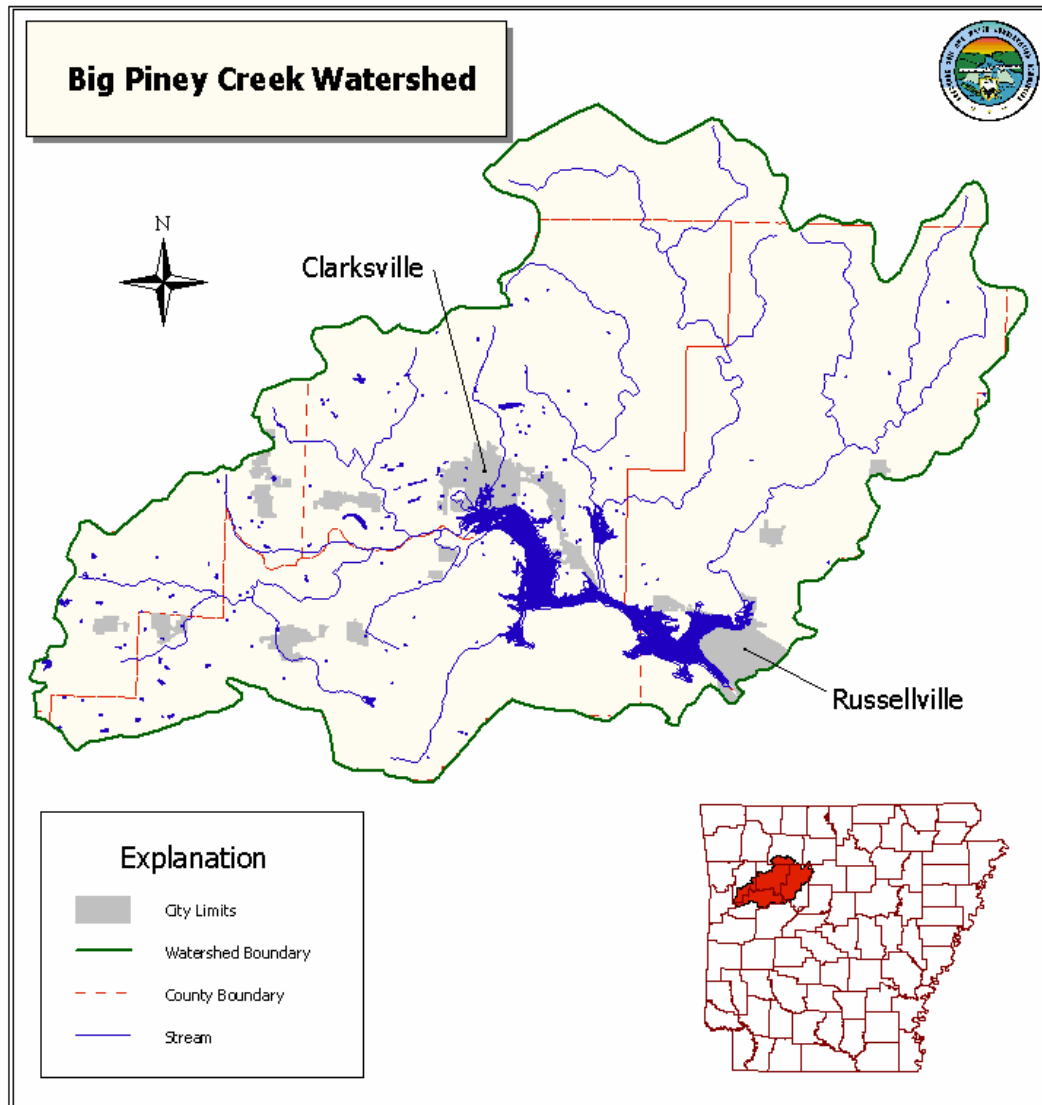 Big Piney Creek Watershed
N
Clarksville
Russellville
Explanation
City Limits
Watershed Boundary
County Boundary
Stream